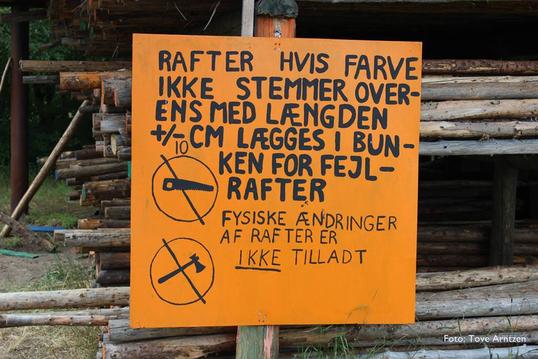 RAFTER HVIS FARVE
IKKE STEMMER OVER-
ENS MED LÆNGDEN
+/- 10 CM LÆGGES I BUN-
KEN FOR FEJL-
RAFTER
FYSISKE ÆNDRINGER
AF RAFTER ER
IKKE TILLADT
Foto: Tove Arntzen